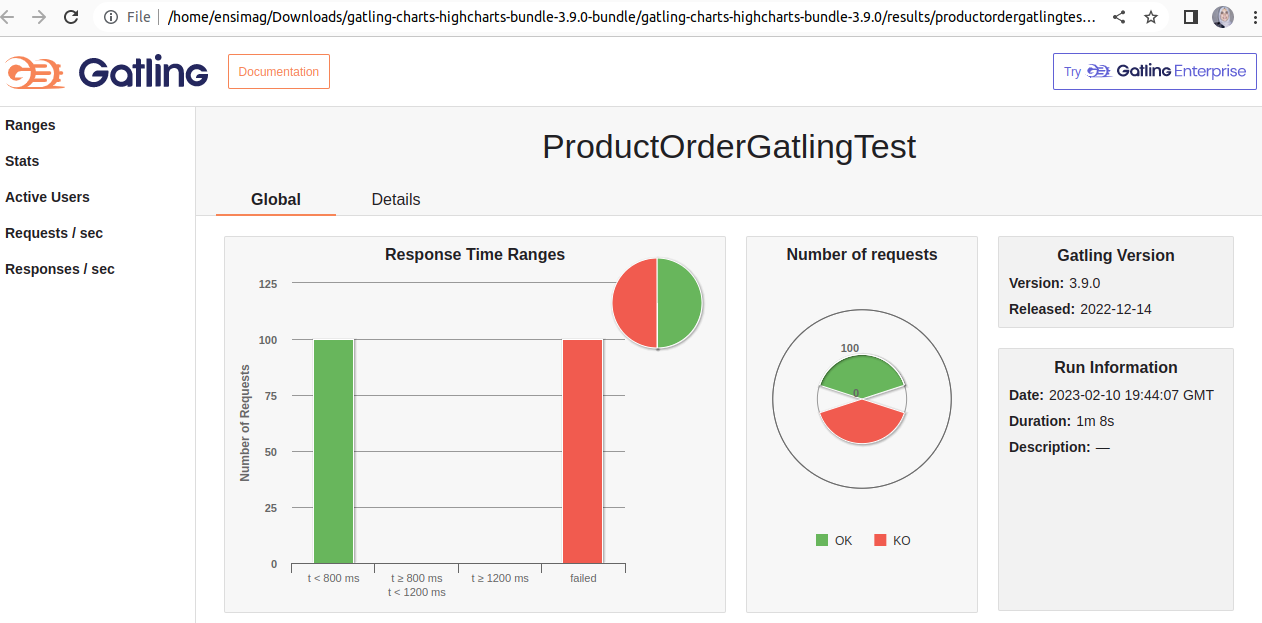 File
/home/ensimag/Downloads/gatling-charts-highcharts-bundle-3.9.0-bundle/gatling-charts-highcharts-bundle-3.9.0/results/productordergatlingtes...
Gatling
Documentation
Try Gatling Enterprise
Ranges
Stats
Active Users
Requests / sec
Responses / sec
ProductOrderGatlingTest
Global
Details
Response Time Ranges
Number of Requests
125
100
75
50
25
0
t < 800 ms
t ≥ 800 ms
t < 1200 ms
t ≥ 1200 ms
failed
Number of requests
100
0
OK
KO
Gatling Version
Version: 3.9.0
Released: 2022-12-14
Run Information
Date: 2023-02-10 19:44:07 GMT
Duration: 1m 8s
Description: —